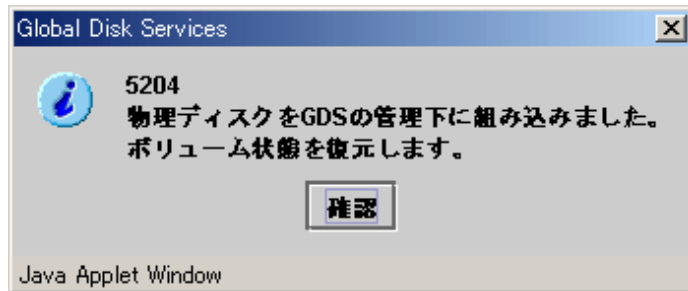 Global Disk Services
5204
物理ディスクをGDSの管理下に組み込みました。
ボリューム状態を復元します。
確認
Java Applet Window